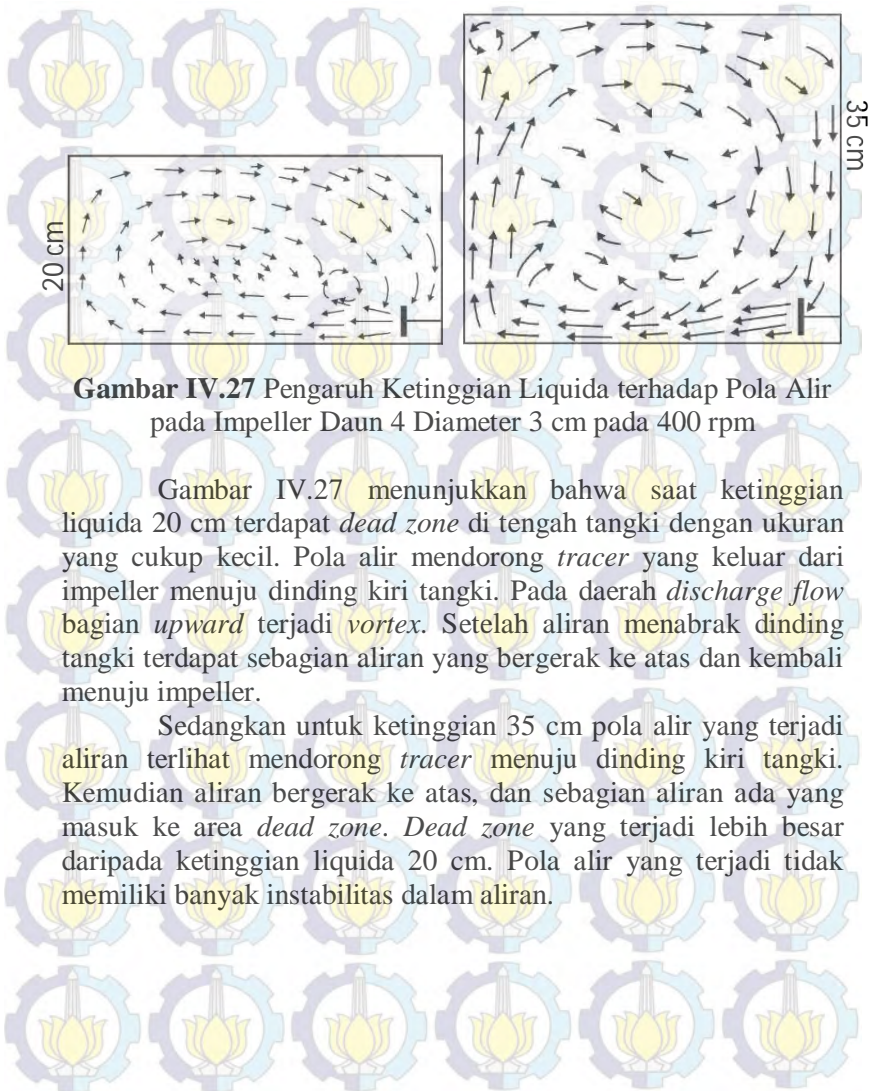 20 cm
35 cm
Gambar IV.27 Pengaruh Ketinggian Liquida terhadap Pola Alir
pada Impeller Daun 4 Diameter 3 cm pada 400 rpm
Gambar IV.27 menunjukkan bahwa saat ketinggian
liquida 20 cm terdapat dead zone di tengah tangki dengan ukuran
yang cukup kecil. Pola alir mendorong tracer yang keluar dari
impeller menuju dinding kiri tangki. Pada daerah discharge flow
bagian upward terjadi vortex. Setelah aliran menabrak dinding
tangki terdapat sebagian aliran yang bergerak ke atas dan kembali
menuju impeller.
Sedangkan untuk ketinggian 35 cm pola alir yang terjadi
aliran terlihat mendorong tracer menuju dinding kiri tangki.
Kemudian aliran bergerak ke atas, dan sebagian aliran ada yang
masuk ke area dead zone. Dead zone yang terjadi lebih besar
daripada ketinggian liquida 20 cm. Pola alir yang terjadi tidak
memiliki banyak instabilitas dalam aliran.